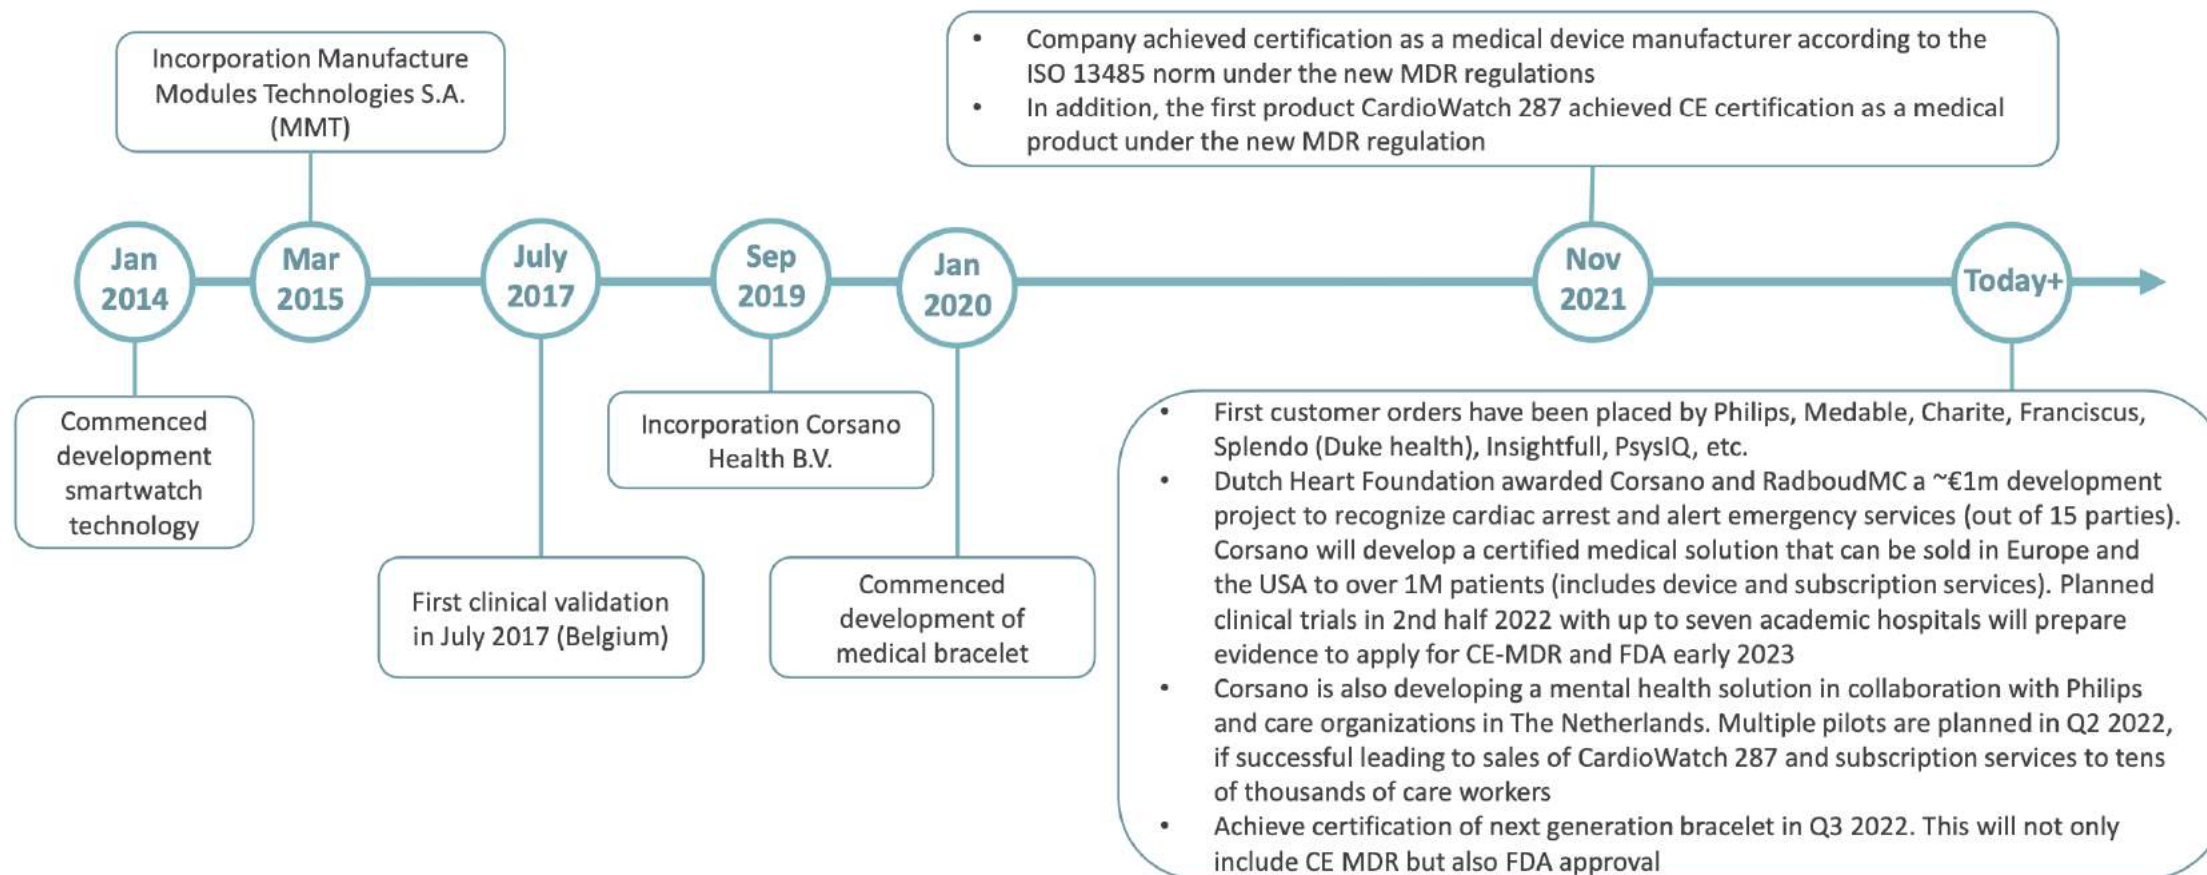 Incorporation Manufacture
Modules Technologies S.A.
(MMT)
• Company achieved certification as a medical device manufacturer according to the
ISO 13485 norm under the new MDR regulations
• In addition, the first product CardioWatch 287 achieved CE certification as a medical
product under the new MDR regulation
Jan
2014
Mar
2015
July
2017
Sep
2019
Jan
2020
Nov
2021
Today+
Commenced
development
smartwatch
technology
First clinical validation
in July 2017 (Belgium)
Incorporation Corsano
Health B.V.
Commenced
development of
medical bracelet
• First customer orders have been placed by Philips, Medable, Charite, Franciscus,
Splendo (Duke health), Insightfull, PsysIQ, etc.
• Dutch Heart Foundation awarded Corsano and RadboudMC a ~€1m development
project to recognize cardiac arrest and alert emergency services (out of 15 parties).
Corsano will develop a certified medical solution that can be sold in Europe and
the USA to over 1M patients (includes device and subscription services). Planned
clinical trials in 2nd half 2022 with up to seven academic hospitals will prepare
evidence to apply for CE-MDR and FDA early 2023
• Corsano is also developing a mental health solution in collaboration with Philips
and care organizations in The Netherlands. Multiple pilots are planned in Q2 2022,
if successful leading to sales of CardioWatch 287 and subscription services to tens
of thousands of care workers
• Achieve certification of next generation bracelet in Q3 2022. This will not only
include CE MDR but also FDA approval